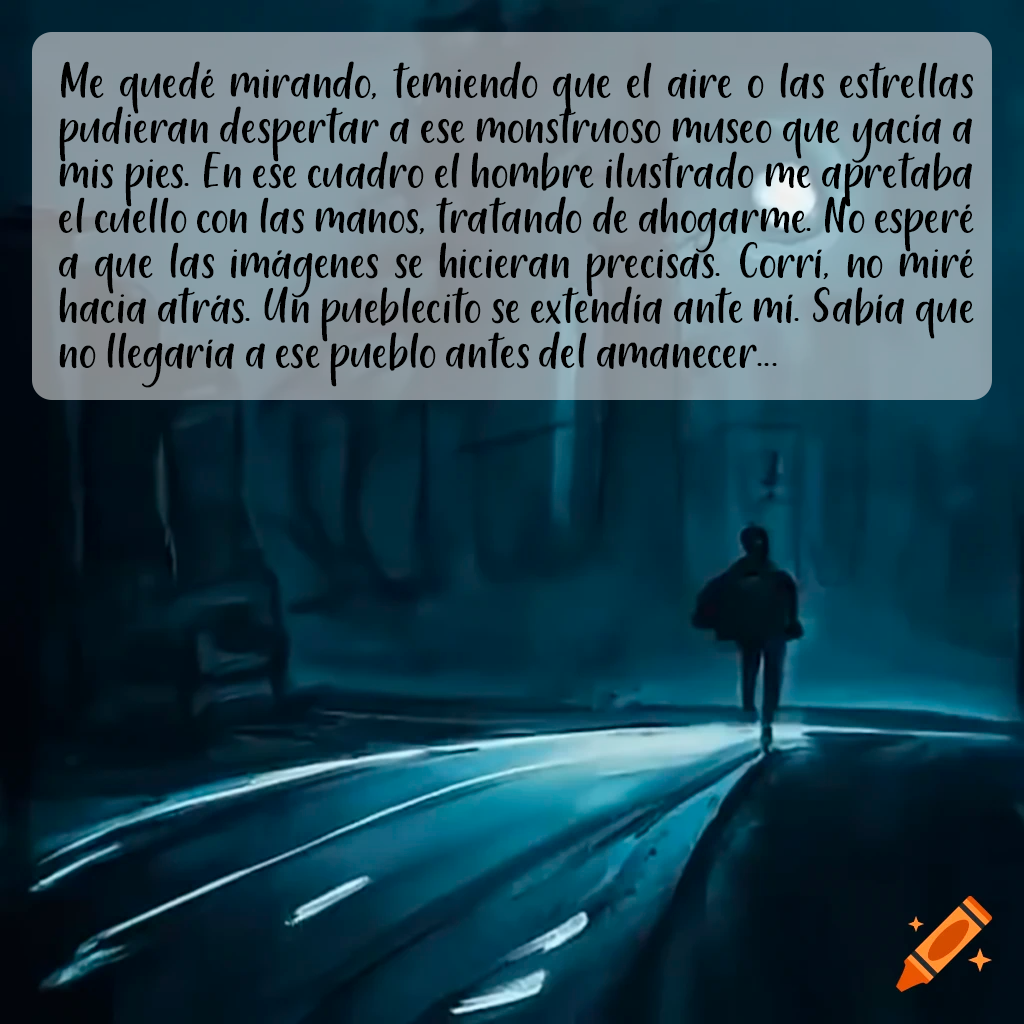 Me quedé mirando, temiendo que el aire o las estrellas
pudieran despertar a ese monstruoso museo que yacía a
mis pies. En ese cuadro el hombre ilustrado me apretaba
el cuello con las manos, tratando de ahogarme. No esperé
a que las imágenes se hicieran precisas. Corrí, no miré
hacia atrás. Un pueblecito se extendía ante mí. Sabía que
no llegaría a ese pueblo antes del amanecer...